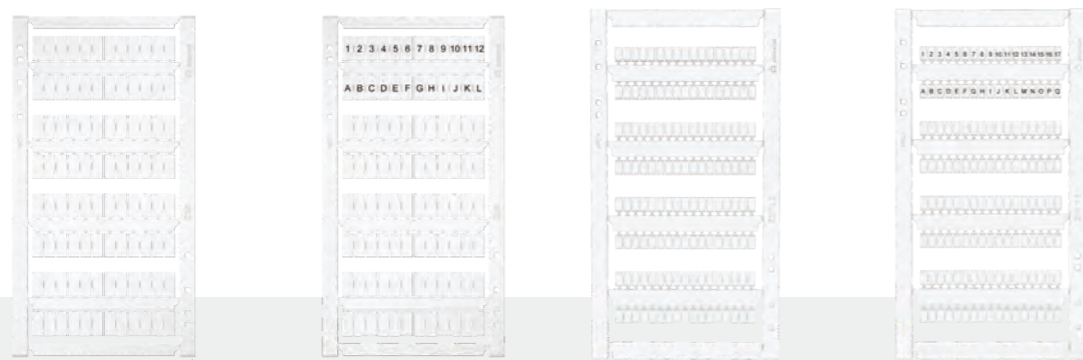 1 2 3 4 5 6 7 8 9 10 11 12
A B C D E F G H I J K L
1 2 3 4 5 6 7 8 9 10 11 12 13 14 15 16 17
A B C D E F G H I J K L M N O P Q